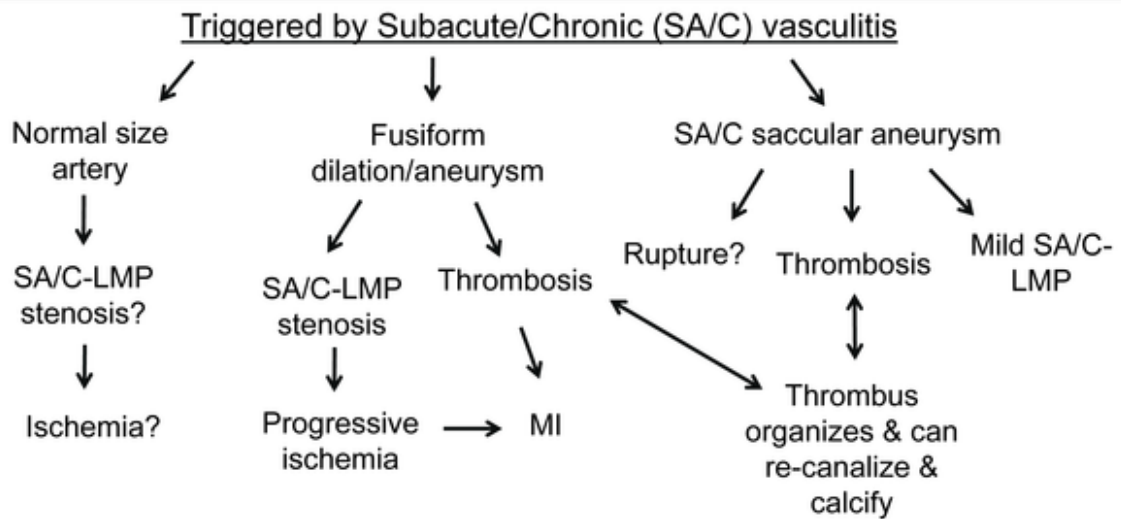 Triggered by Subacute/Chronic (SA/C) vasculitis
Normal size
artery
Fusiform
dilation/aneurysm
SA/C saccular aneurysm
SA/C-LMP
stenosis?
SA/C-LMP
stenosis
Thrombosis
Rupture?
Thrombosis
Mild SA/C-
LMP
Ischemia?
Progressive
ischemia
MI
Thrombus
organizes & can
re-canalize &
calcify